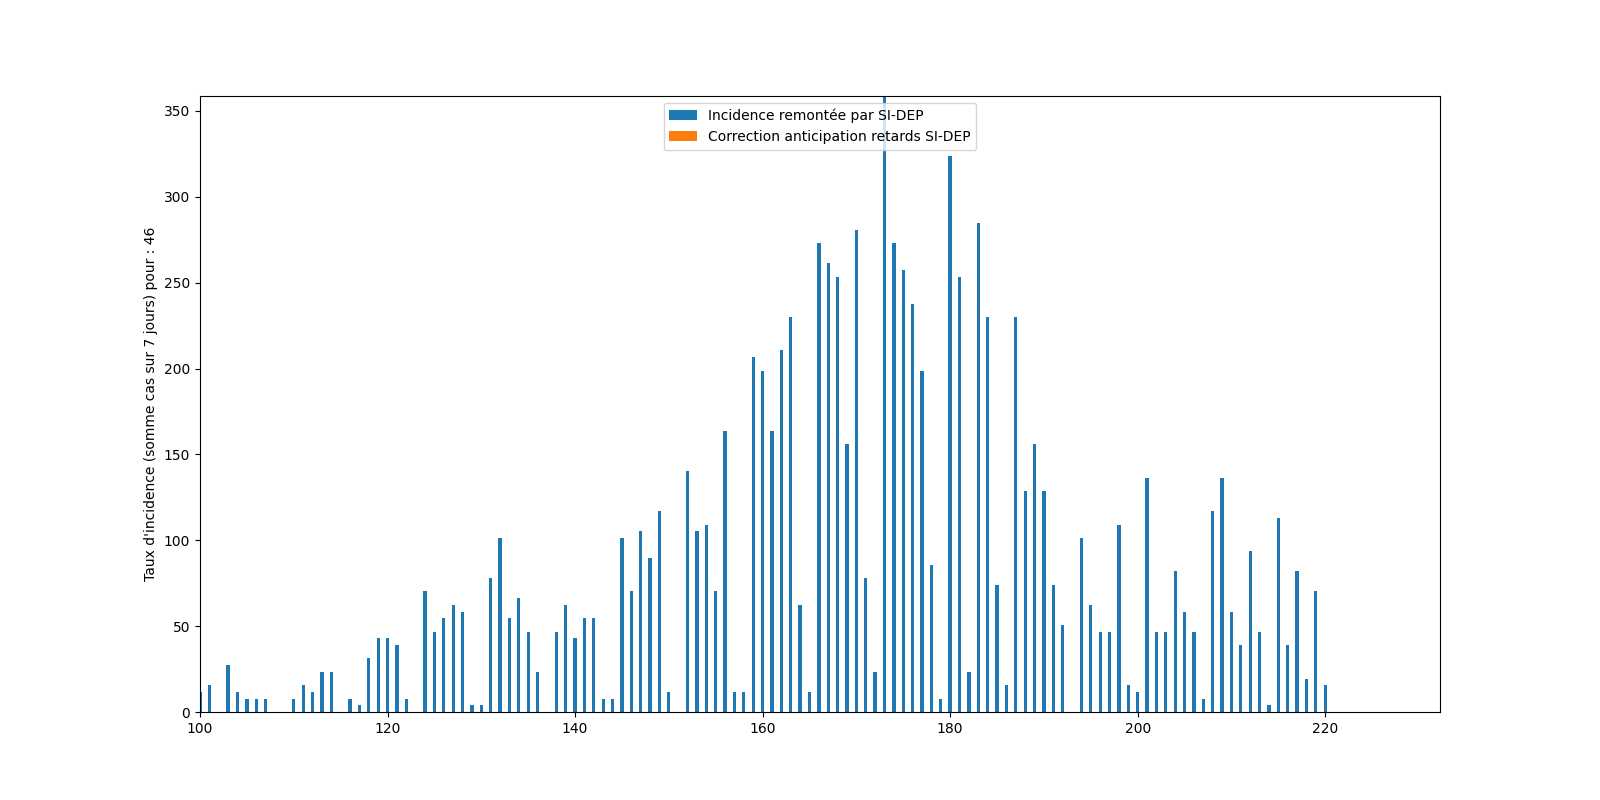 Incidence remontée par SI-DEP
Correction anticipation retards SI-DEP
Taux d'incidence (somme cas sur 7 jours) pour : 46
350
300
250
200
150
100
50
0
100 120 140 160 180 200 220